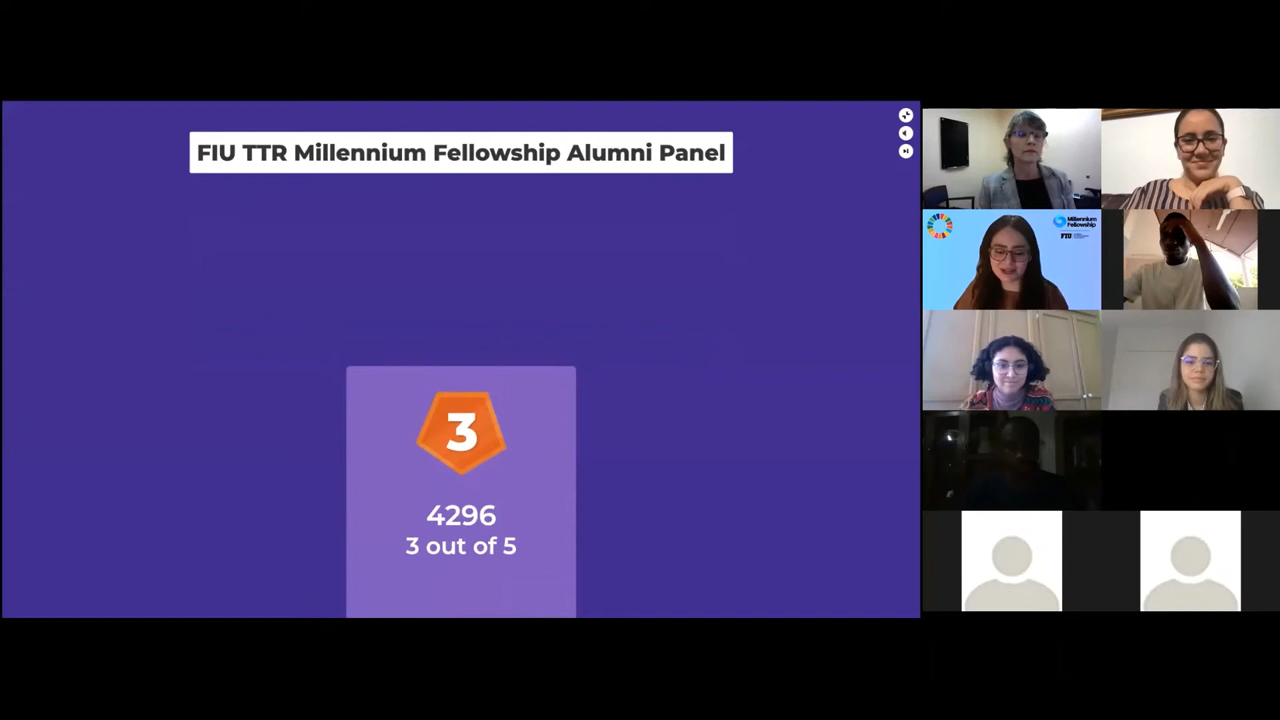 FIU TTR Millennium Fellowship Alumni Panel
3
4296
3 out of 5
Millennium
Fellowship
FIU